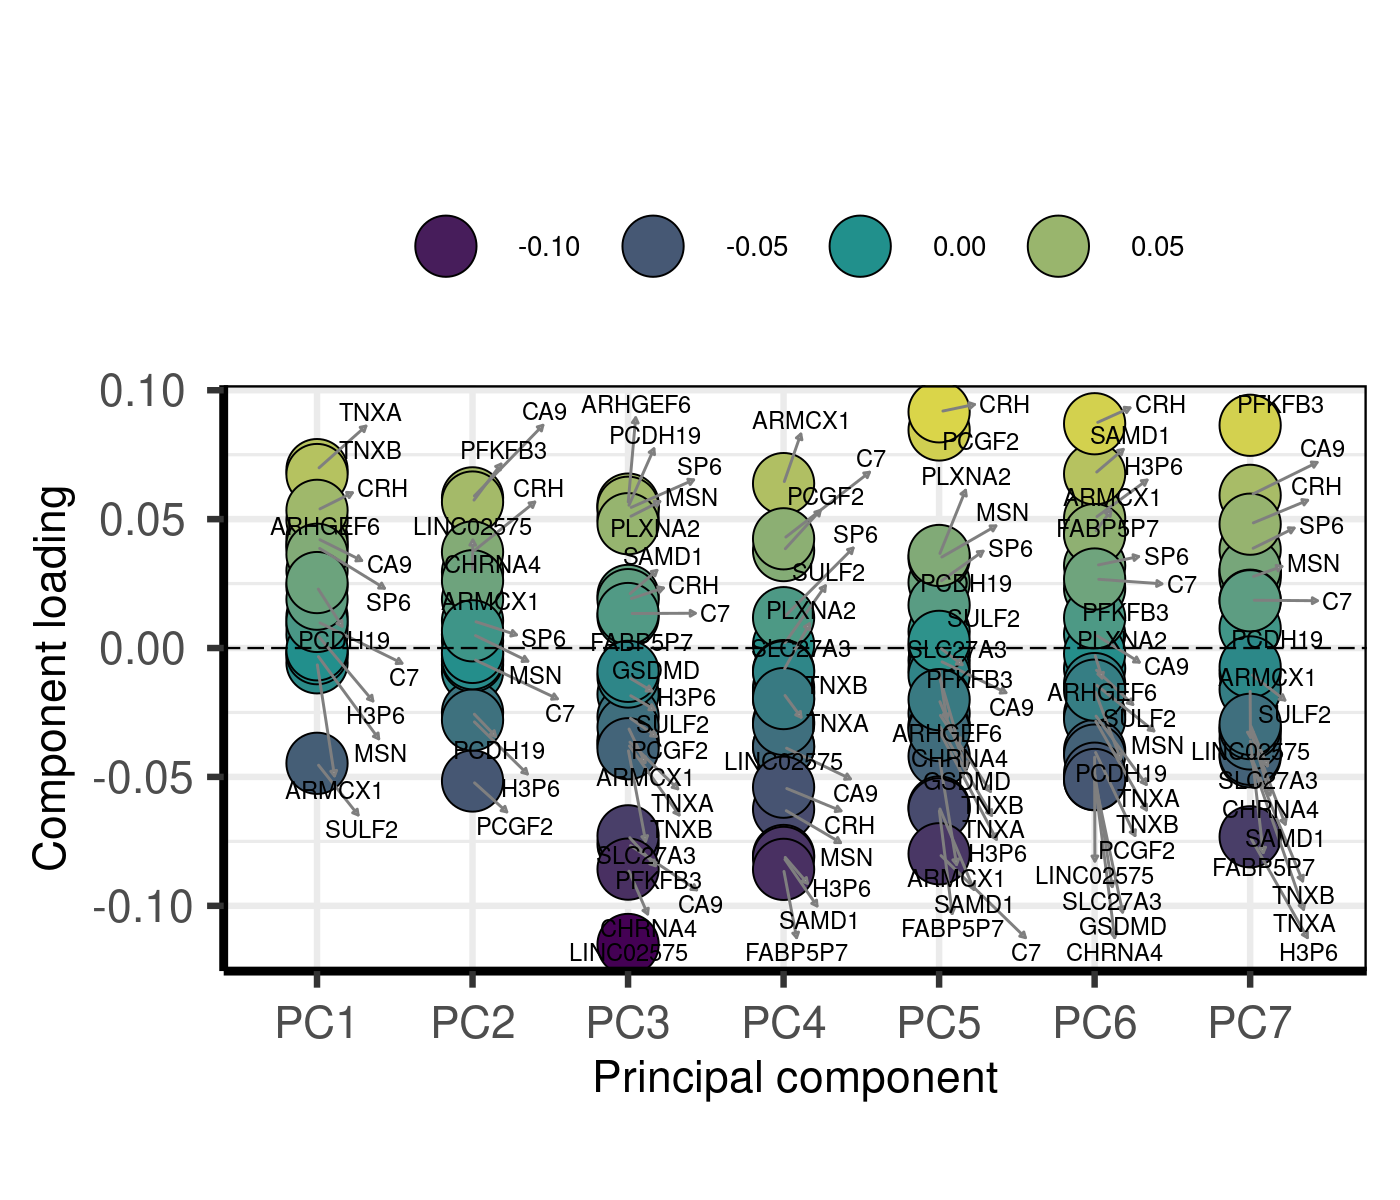 -0.10 -0.05 0.00 0.05
Component loading
0.10
0.05
0.00
-0.05
-0.10
TNXA
TNXB
CRH
ARHGEF6
CA9
SP6
PCDH19
C7
H3P6
MSN
ARMCX1
SULF2
CA9
PFKFB3
CRH
LINC02575
CHRNA4
ARMCX1
SP6
MSN
C7
PCDH19
H3P6
PCGF2
ARHGEF6
PCDH19
SP6
MSN
PLXNA2
SAMD1
CRH
C7
FABP5P7
GSDMD
H3P6
SULF2
PCGF2
ARMCX1
TNXA
TNXB
SLC27A3
PFKFB3
CA9
CHRNA4
LINC02575
ARMCX1
C7
PCGF2
SP6
SULF2
PLXNA2
SLC27A3
TNXB
TNXA
LINC02575
CA9
CRH
MSN
H3P6
SAMD1
FABP5P7
CRH
PCGF2
PLXNA2
MSN
SP6
PCDH19
SULF2
SLC27A3
PFKFB3
CA9
ARHGEF6
CHRNA4
GSDMD
TNXB
TNXA
H3P6
ARMCX1
SAMD1
FABP5P7
C7
CRH
SAMD1
H3P6
ARMCX1
FABP5P7
SP6
C7
PFKFB3
PLXNA2
CA9
ARHGEF6
SULF2
MSN
PCDH19
TNXA
TNXB
PCGF2
LINC02575
SLC27A3
GSDMD
CHRNA4
PFKFB3
CA9
CRH
SP6
MSN
C7
PCDH19
ARMCX1
SULF2
LINC02575
SLC27A3
CHRNA4
SAMD1
FABP5P7
TNXB
TNXA
H3P6
PC1 PC2 PC3 PC4 PC5 PC6 PC7
Principal component